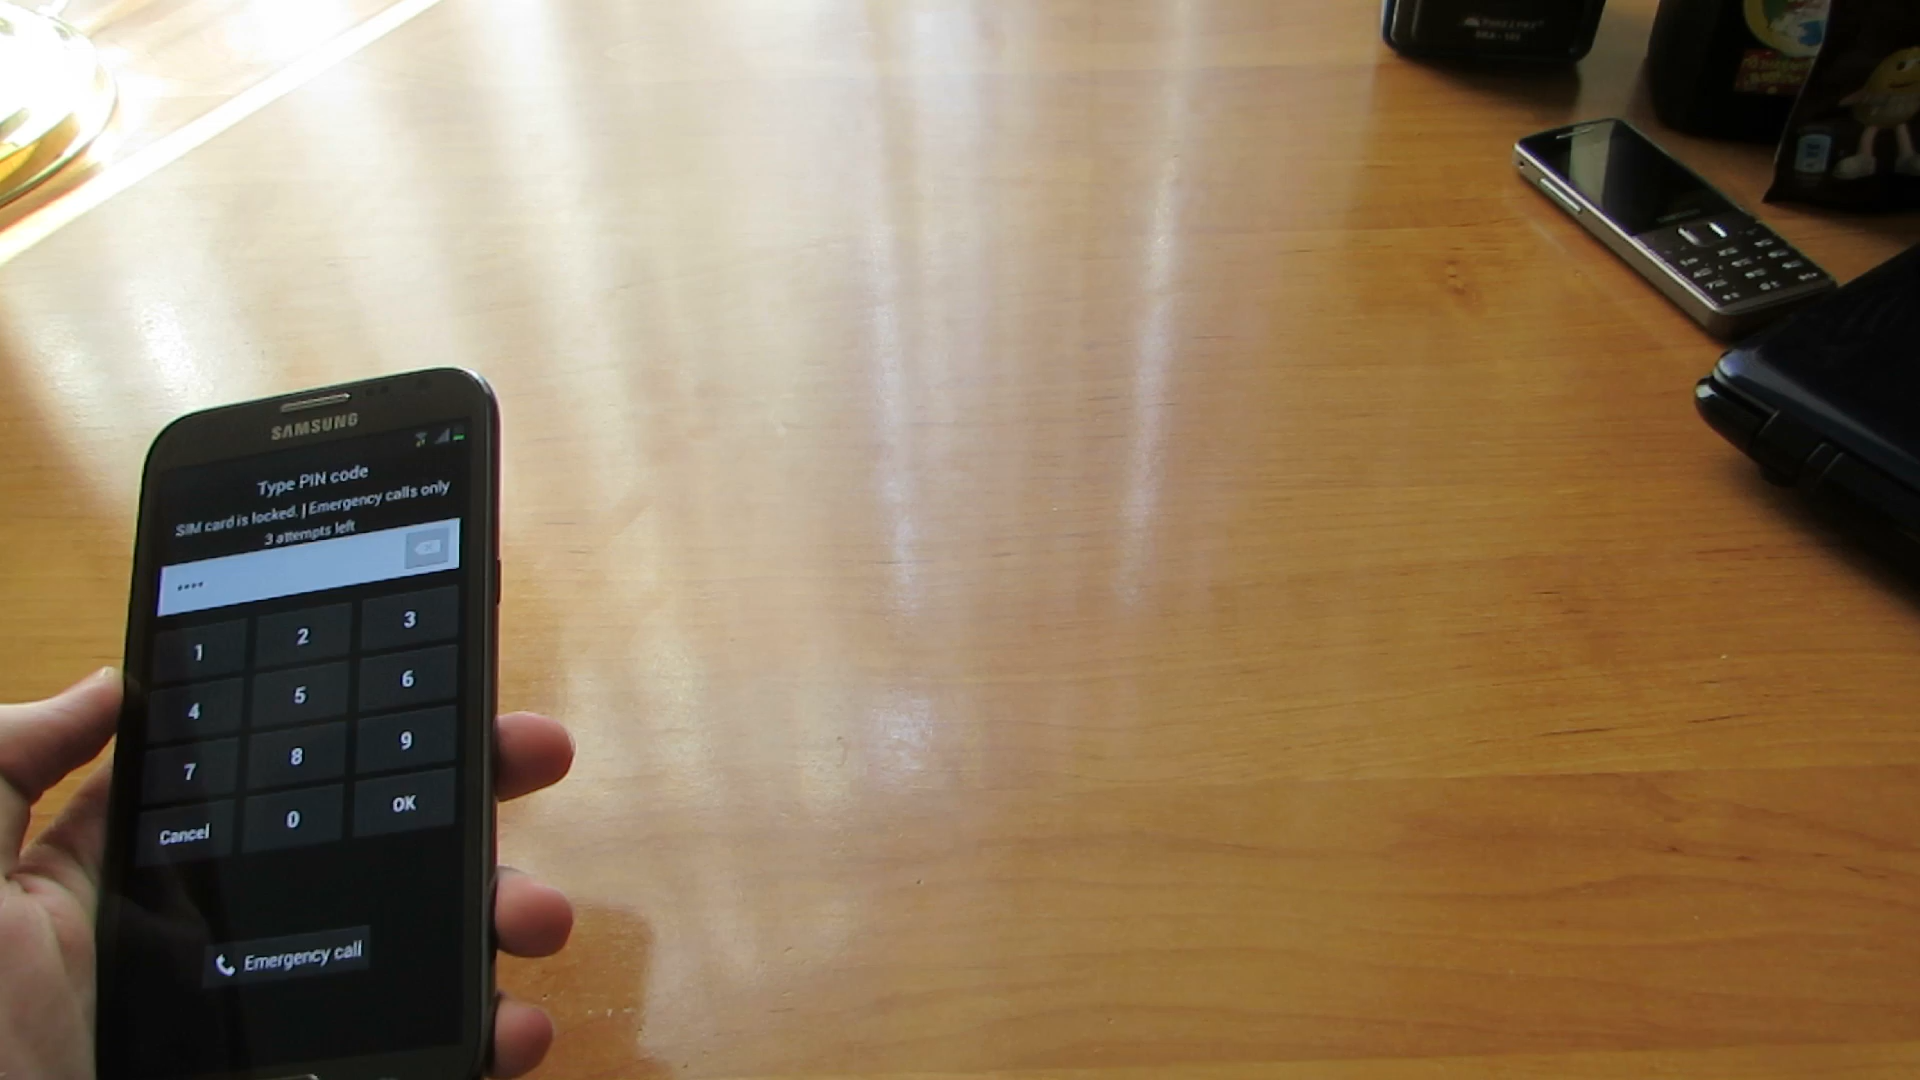 SAMSUNG
Type PIN code
SIM card is locked. | Emergency calls only
3 attempts left
••••
1 2 3
4 5 6
7 8 9
Cancel 0 OK
Emergency call
SAMSUNG